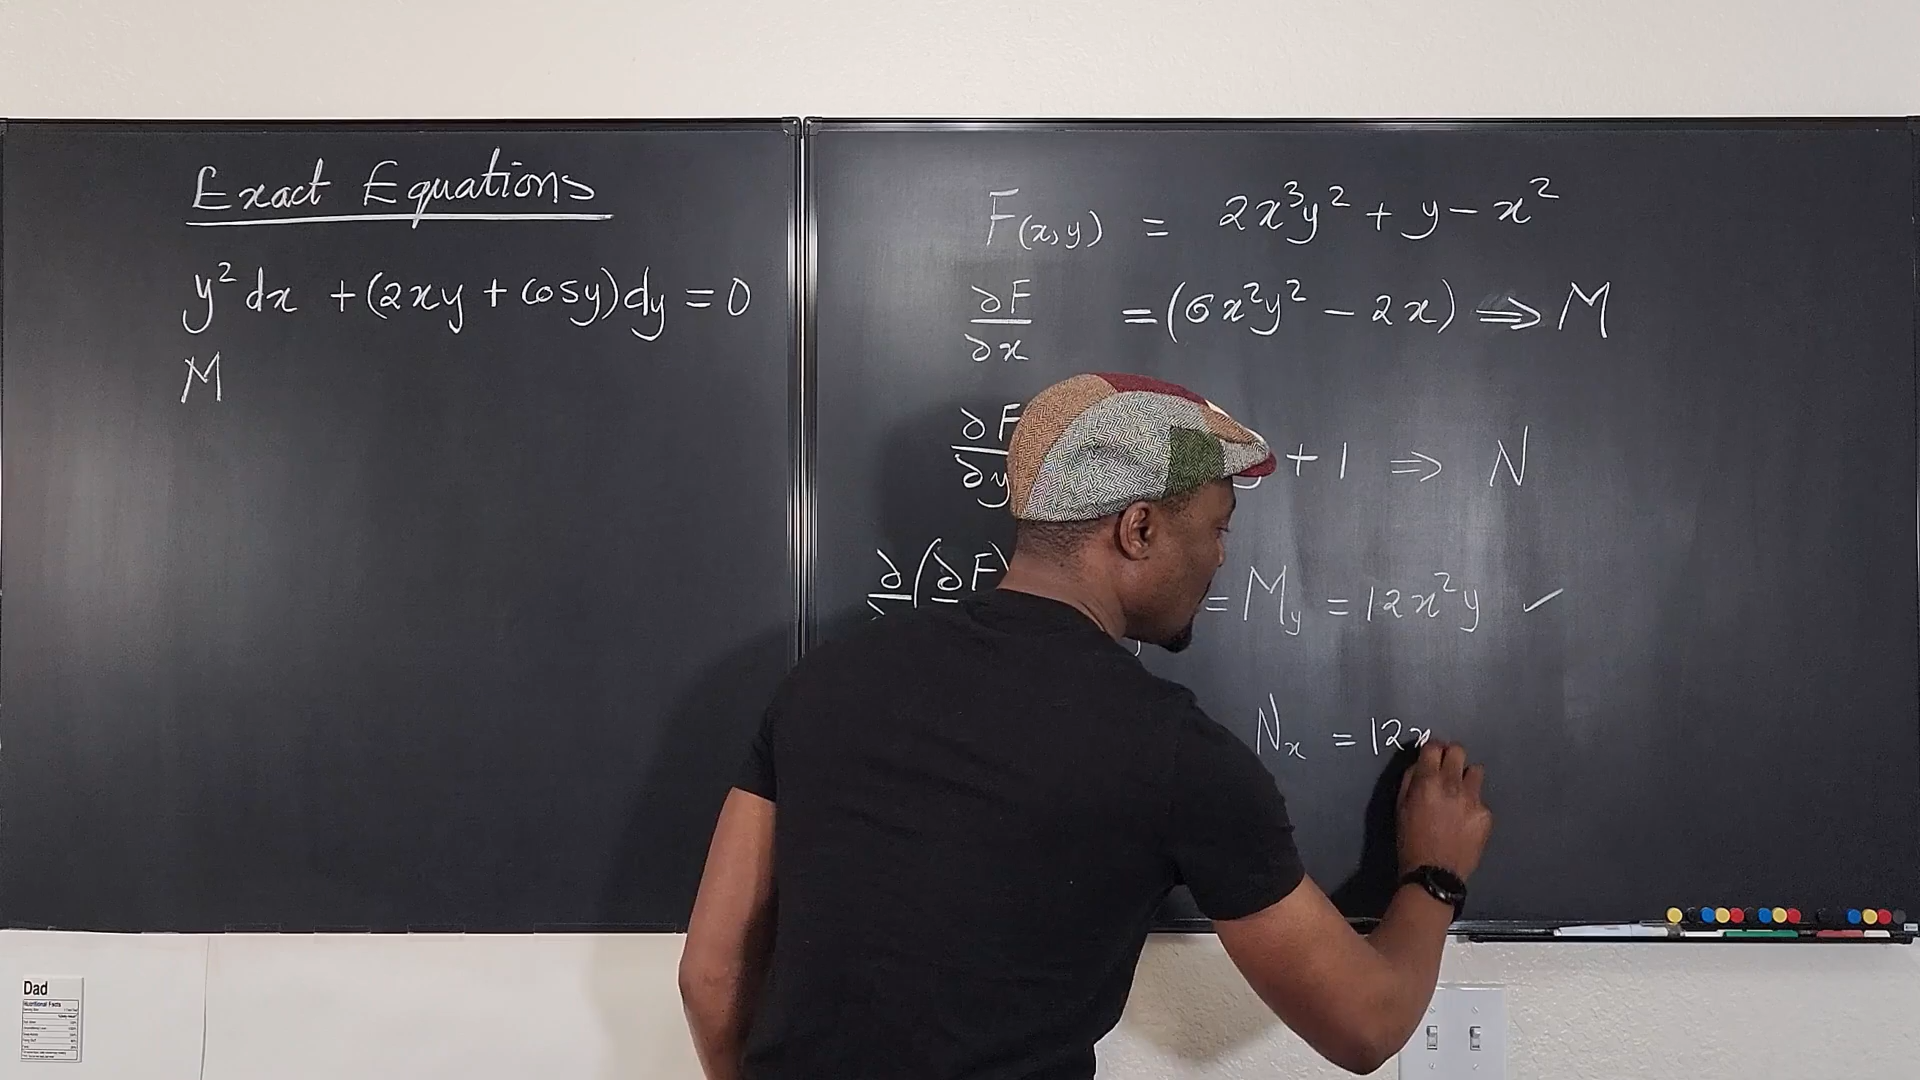 Exact Equations
y² dx + (2xy + cosy)dy = 0
M
F(x,y) = 2x³y² + y - x²
∂F/∂x = (6x²y² - 2x) ⇒ M
∂F/∂y + 1 ⇒ N
∂ (∂F) = My = 12x²y ✓
Nx = 12x
Dad
Nutritional Facts